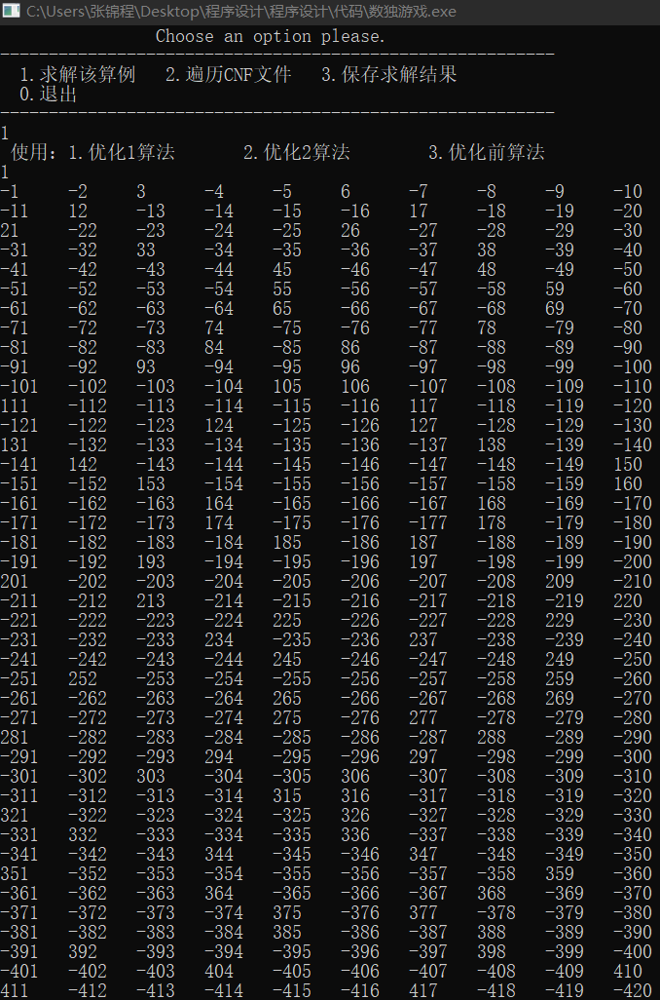 C:\Users\张锦程\Desktop\程序设计\程序设计\代码\数独游戏.exe
Choose an option please.
---------------------------------------------------------
1.求解该算例 2.遍历CNF文件 3.保存求解结果
0.退出
---------------------------------------------------------
1
使用: 1.优化1算法 2.优化2算法 3.优化前算法
1
-1 -2 3 -4 -5 6 -7 -8 -9 -10
-11 12 -13 -14 -15 -16 17 -18 -19 -20
21 -22 -23 -24 -25 26 -27 -28 -29 -30
-31 -32 33 -34 -35 -36 -37 38 -39 -40
-41 -42 -43 -44 45 -46 -47 48 -49 -50
-51 -52 -53 -54 55 -56 -57 -58 59 -60
-61 -62 -63 -64 65 -66 -67 -68 69 -70
-71 -72 -73 74 -75 -76 -77 78 -79 -80
-81 -82 -83 84 -85 86 -87 -88 -89 -90
-91 -92 93 -94 -95 96 -97 -98 -99 -100
-101 -102 -103 -104 105 106 -107 -108 -109 -110
111 -112 -113 -114 -115 -116 117 -118 -119 -120
-121 -122 -123 124 -125 -126 127 -128 -129 -130
131 -132 -133 -134 -135 -136 -137 138 -139 -140
-141 142 -143 -144 -145 -146 -147 -148 -149 150
-151 -152 153 -154 -155 -156 -157 -158 -159 160
-161 -162 -163 164 -165 -166 -167 168 -169 -170
-171 -172 -173 174 -175 -176 -177 178 -179 -180
-181 -182 -183 -184 185 -186 187 -188 -189 -190
-191 -192 193 -194 -195 -196 197 -198 -199 -200
201 -202 -203 -204 -205 -206 -207 -208 209 -210
-211 -212 213 -214 -215 -216 -217 -218 -219 220
-221 -222 -223 -224 225 -226 -227 -228 229 -230
-231 -232 -233 234 -235 -236 237 -238 -239 -240
-241 -242 -243 -244 245 -246 -247 -248 249 -250
-251 252 -253 -254 -255 -256 -257 -258 259 -260
-261 -262 -263 -264 265 -266 -267 -268 269 -270
-271 -272 -273 -274 275 -276 277 -278 -279 -280
281 -282 -283 -284 -285 -286 -287 288 -289 -290
-291 -292 -293 294 -295 -296 297 -298 -299 -300
-301 -302 303 -304 -305 306 -307 -308 -309 -310
-311 -312 -313 -314 315 316 -317 -318 -319 -320
321 -322 -323 -324 -325 326 -327 -328 -329 -330
-331 332 -333 -334 -335 336 -337 -338 -339 -340
-341 -342 -343 344 -345 -346 347 -348 -349 -350
351 -352 -353 -354 -355 -356 -357 -358 359 -360
-361 -362 -363 364 -365 -366 -367 368 -369 -370
-371 -372 -373 -374 375 -376 377 -378 -379 -380
-381 -382 -383 -384 385 -386 -387 388 -389 -390
-391 392 -393 -394 -395 -396 -397 398 -399 -400
-401 -402 -403 404 -405 -406 -407 -408 -409 410
411 -412 -413 -414 -415 -416 417 -418 -419 -420